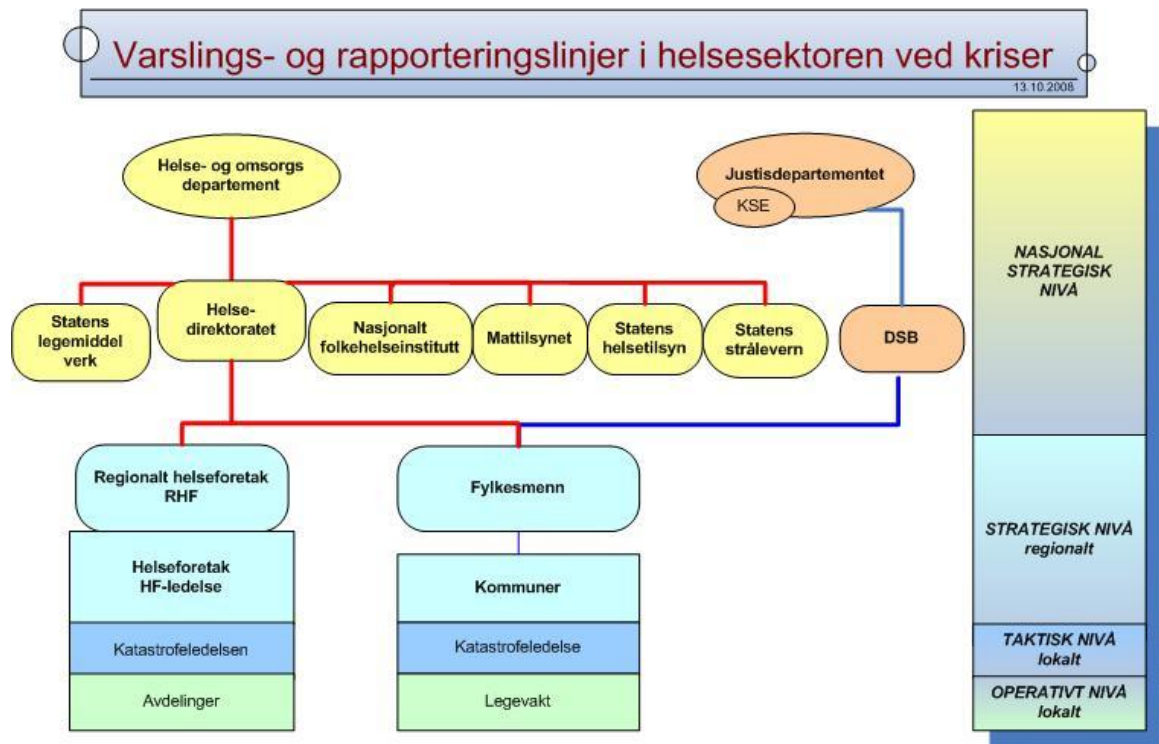 Varslings- og rapporteringslinjer i helsesektoren ved kriser
13.10.2008
Helse- og omsorgs
departement
Justisdepartementet
KSE
Statens
legemiddel
verk
Helse-
direktoratet
Nasjonalt
folkehelseinstitutt
Mattilsynet
Statens
helsetilsyn
Statens
strålevern
DSB
Regionalt helseforetak
RHF
Fylkesmenn
Helseforetak
HF-ledelse
Kommuner
Katastrofeledelsen
Katastrofeledelse
Avdelinger
Legevakt
NASJONAL
STRATEGISK
NIVÅ
STRATEGISK NIVÅ
regionalt
TAKTISK NIVÅ
lokalt
OPERATIVT NIVÅ
lokalt